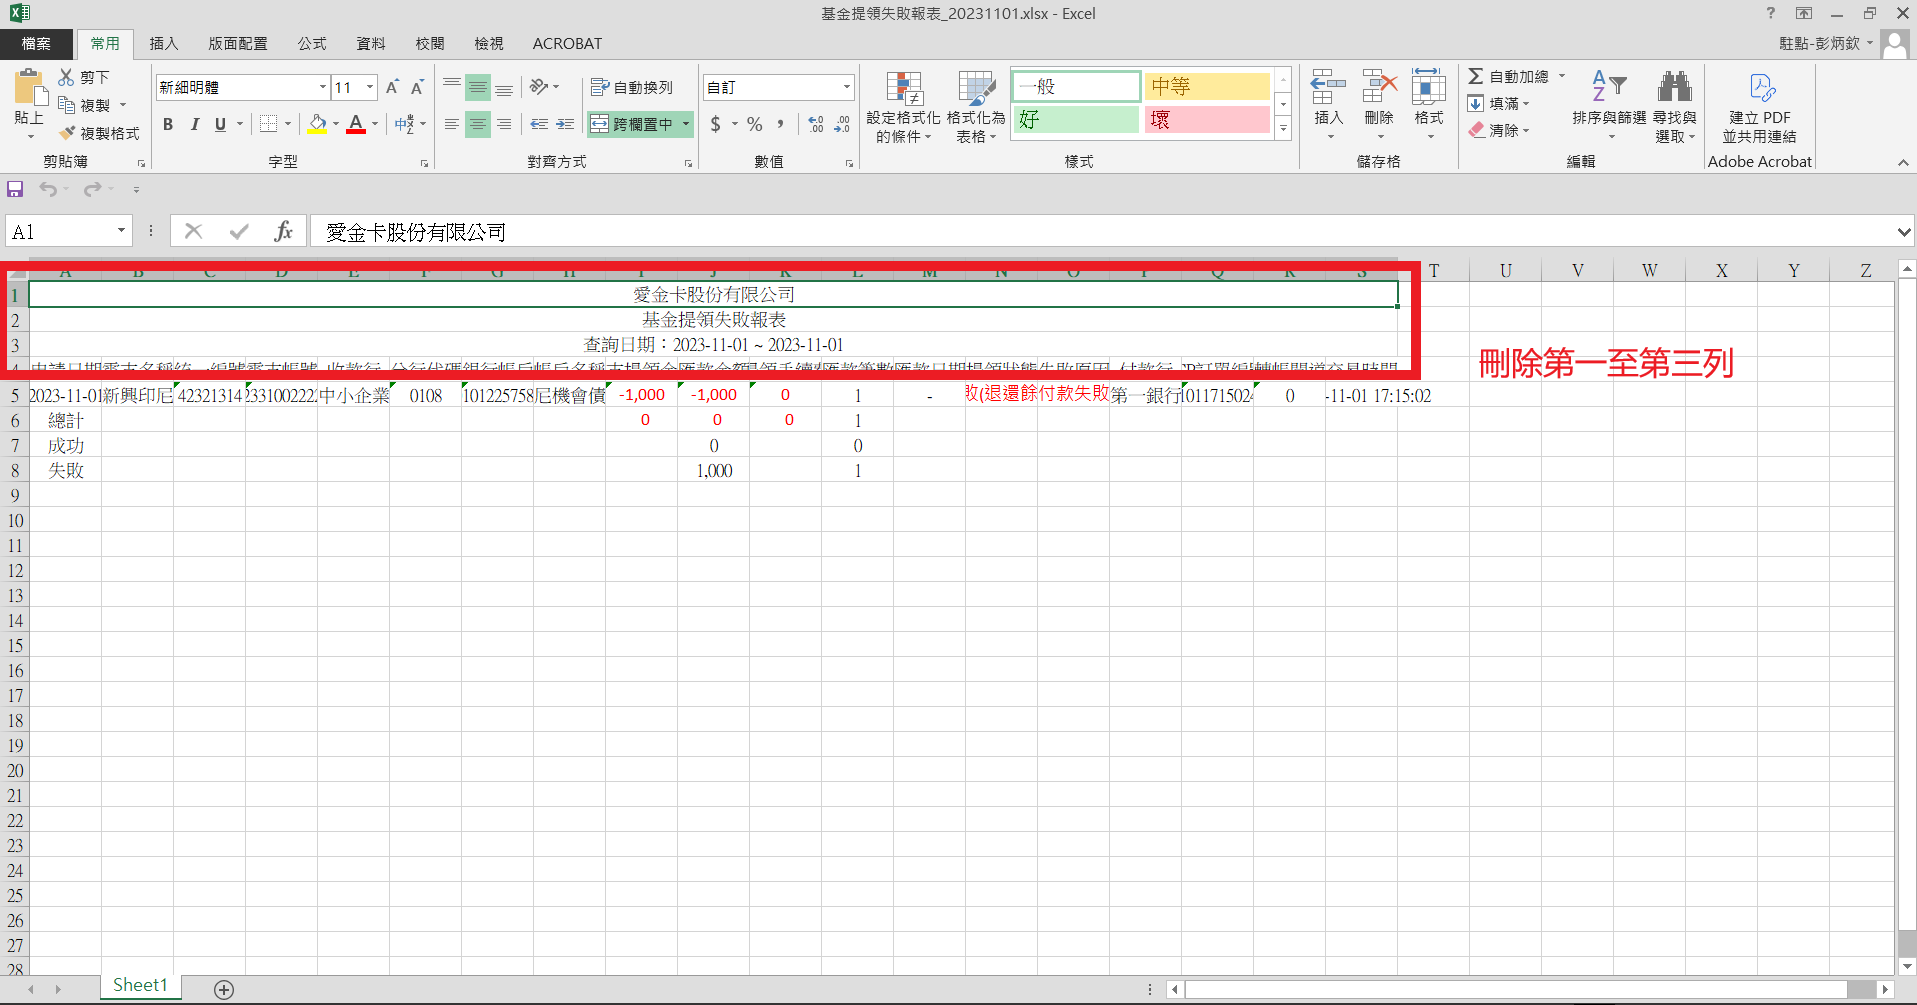 基金提領失敗報表_20231101.xlsx - Excel
檔案 常用 插入 版面配置 公式 資料 校閱 檢視 ACROBAT
駐點-彭炳欽
貼上
剪下
複製
複製格式
剪貼簿
新細明體 11
B I U
字型
自動換列
跨欄置中
對齊方式
自訂
$ % ,
數值
設定格式化的條件
格式化為表格
一般 中等
好 壞
樣式
插入 刪除 格式
儲存格
自動加總
填滿
清除
排序與篩選
尋找與選取
編輯
建立 PDF
並共用連結
Adobe Acrobat
A1 fx 愛金卡股份有限公司
T U V W X Y Z
1 愛金卡股份有限公司
2 基金提領失敗報表
3 查詢日期：2023-11-01 ~ 2023-11-01
刪除第一至第三列
5 2023-11-01 新興印尼 42321314 2331002222 中小企業 0108 101225758 尼機會債 -1,000 -1,000 0 1 - 敗(退還餘 付款失敗 第一銀行 1011715024 0 -11-01 17:15:02
6 總計 0 0 0 1
7 成功 0 0
8 失敗 1,000 1
9
10
11
12
13
14
15
16
17
18
19
20
21
22
23
24
25
26
27
28
Sheet1